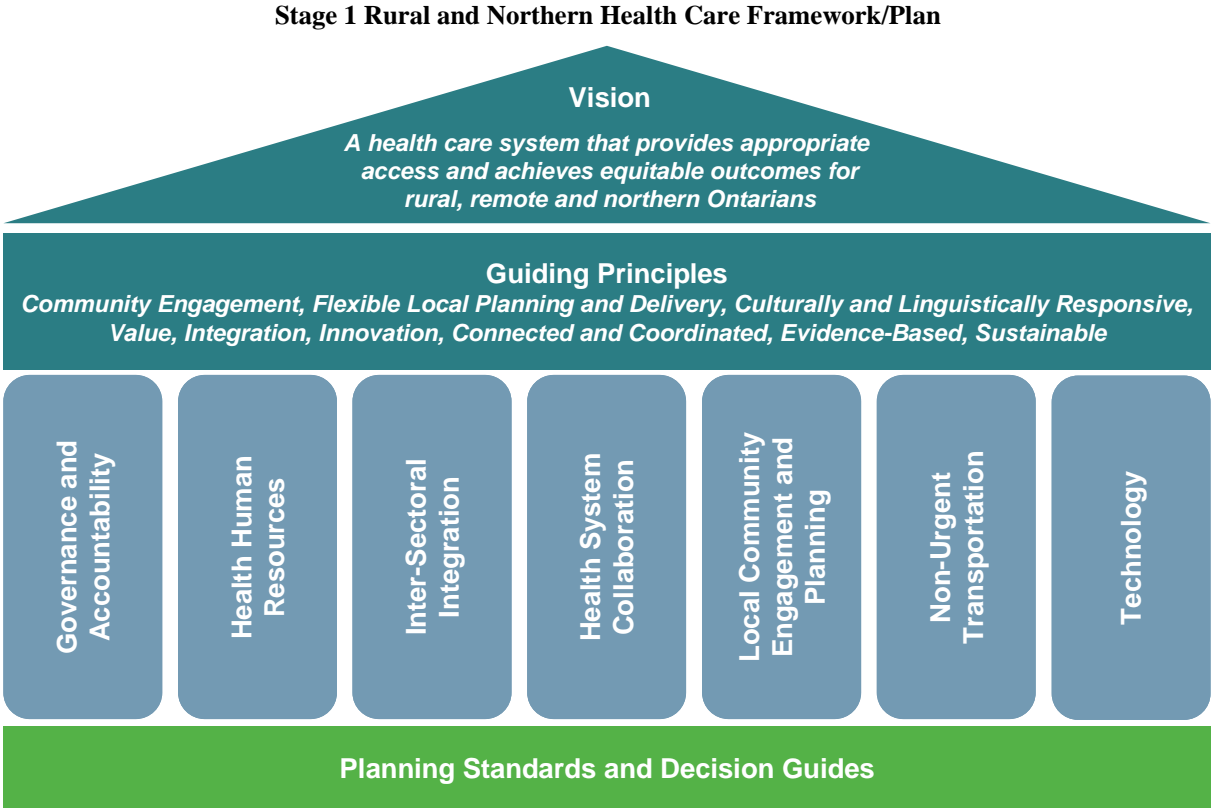 Stage 1 Rural and Northern Health Care Framework/Plan
Vision
A health care system that provides appropriate
access and achieves equitable outcomes for
rural, remote and northern Ontarians
Guiding Principles
Community Engagement, Flexible Local Planning and Delivery, Culturally and Linguistically Responsive,
Value, Integration, Innovation, Connected and Coordinated, Evidence-Based, Sustainable
Governance and
Accountability
Health Human
Resources
Inter-Sectoral
Integration
Health System
Collaboration
Local Community
Engagement and
Planning
Non-Urgent
Transportation
Technology
Planning Standards and Decision Guides